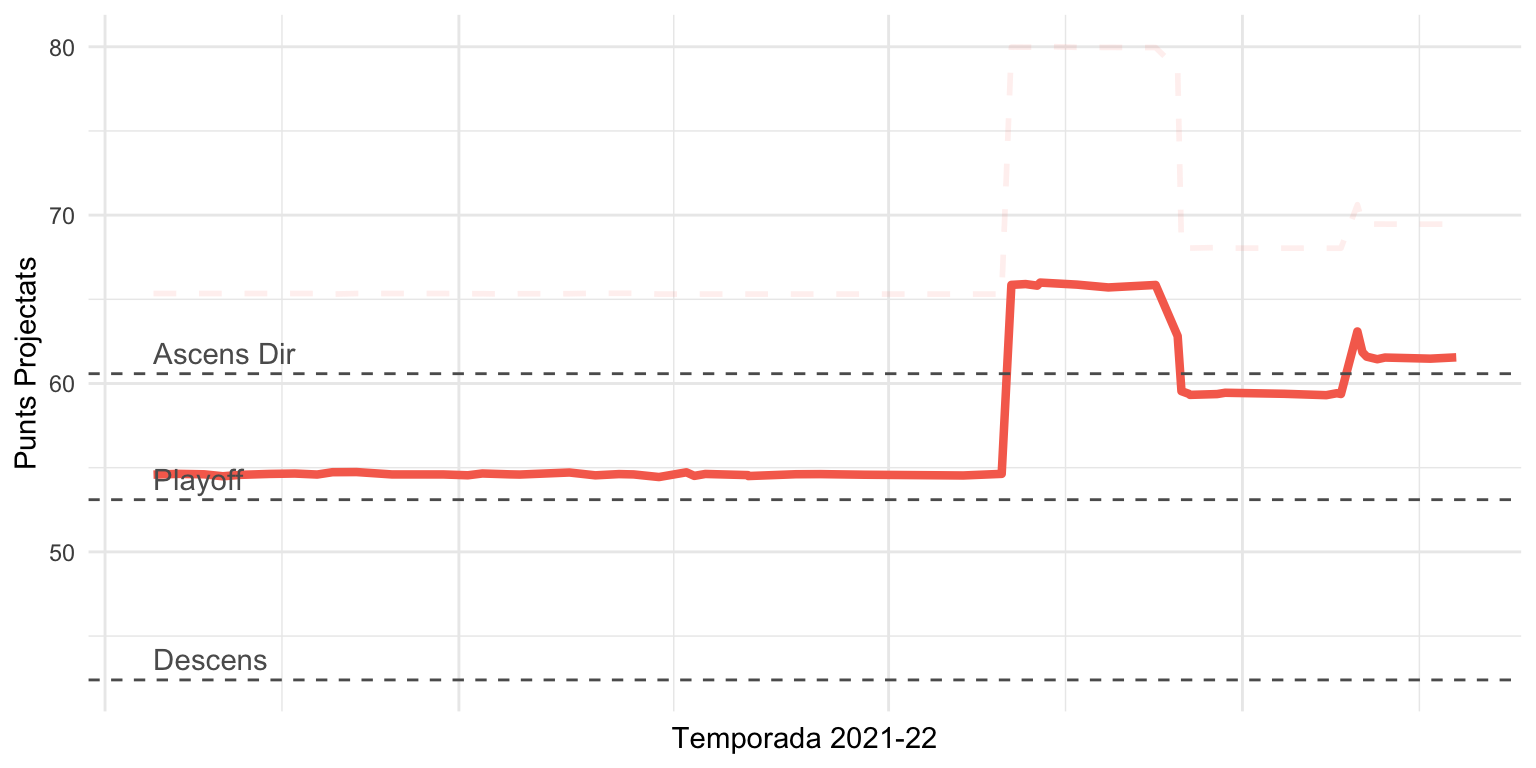 80
70
60
50
Punts Projectats
Ascens Dir
Playoff
Descens
Temporada 2021-22